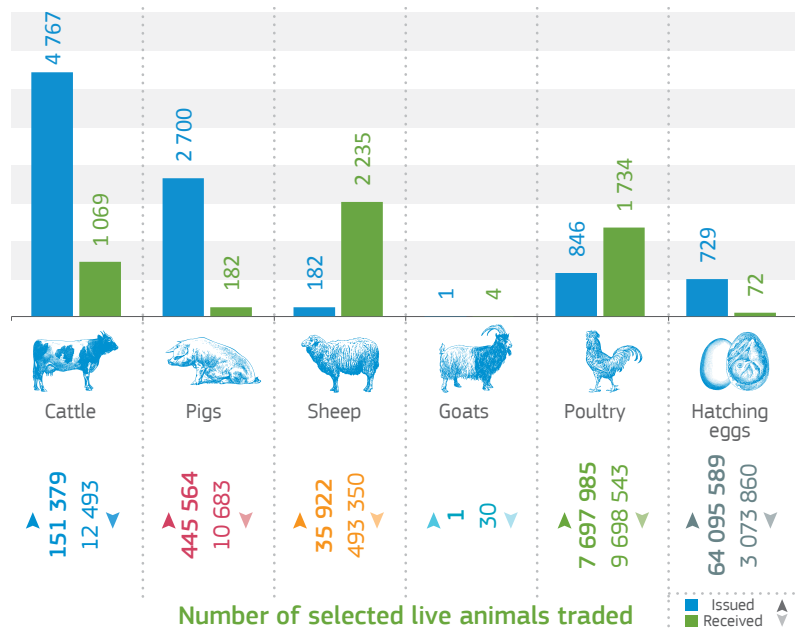 4 767
1 069
2 700
182
182
2 235
1
4
846
1 734
729
72
Cattle
Pigs
Sheep
Goats
Poultry
Hatching
eggs
151 379
12 493
445 564
10 683
35 922
493 350
1
30
7 697 985
9 698 543
64 095 589
3 073 860
Number of selected live animals traded
Issued
Received